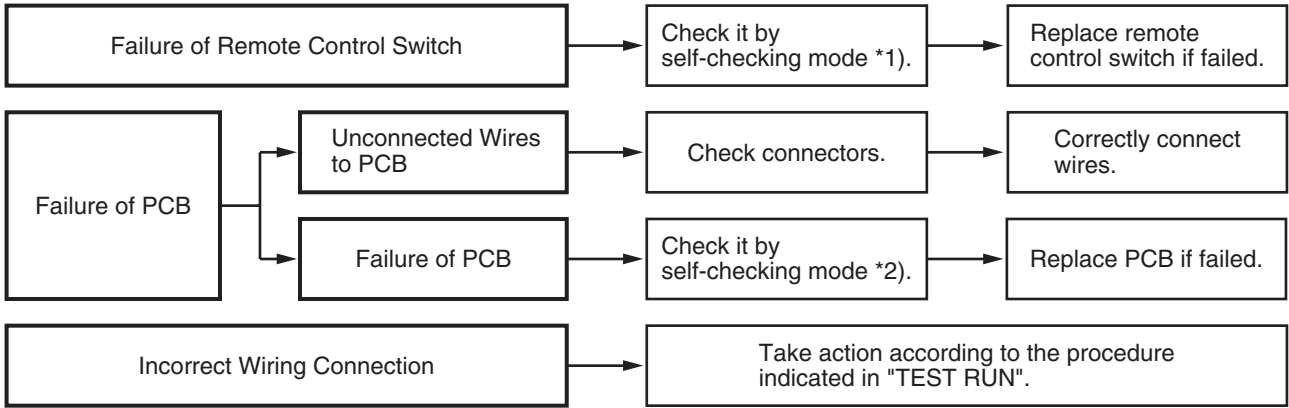 Failure of Remote Control Switch
Check it by
self-checking mode *1).
Replace remote
control switch if failed.
Failure of PCB
Unconnected Wires
to PCB
Check connectors.
Correctly connect
wires.
Failure of PCB
Check it by
self-checking mode *2).
Replace PCB if failed.
Incorrect Wiring Connection
Take action according to the procedure
indicated in "TEST RUN".